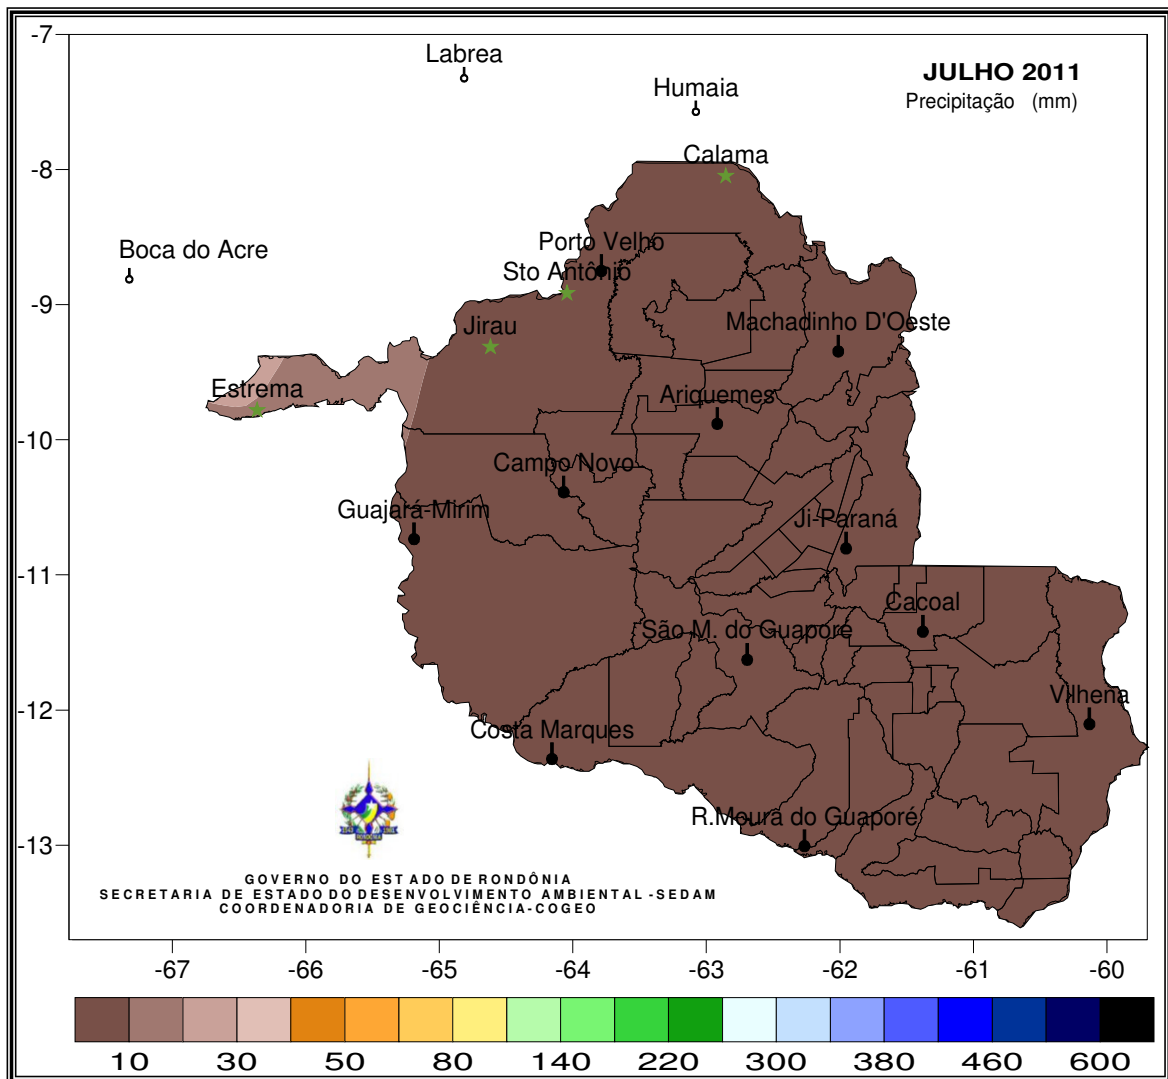 JULHO 2011
Precipitação (mm)
-7
-8
-9
-10
-11
-12
-13
Labrea
Humaia
Calama
Boca do Acre
Porto Velho
Sto Antônio
Jirau
Machadinho D'Oeste
Estrema
Ariquemes
Campo Novo
Guajará-Mirim
Ji-Paraná
Cacoal
São M. do Guaporé
Vilhena
Costa Marques
R.Moura do Guaporé
GOVERNO DO ESTADO DE RONDÔNIA
SECRETARIA DE ESTADO DO DESENVOLVIMENTO AMBIENTAL -SEDAM
COORDENADORIA DE GEOCIÊNCIA-COGEO
-67 -66 -65 -64 -63 -62 -61 -60
10 30 50 80 140 220 300 380 460 600